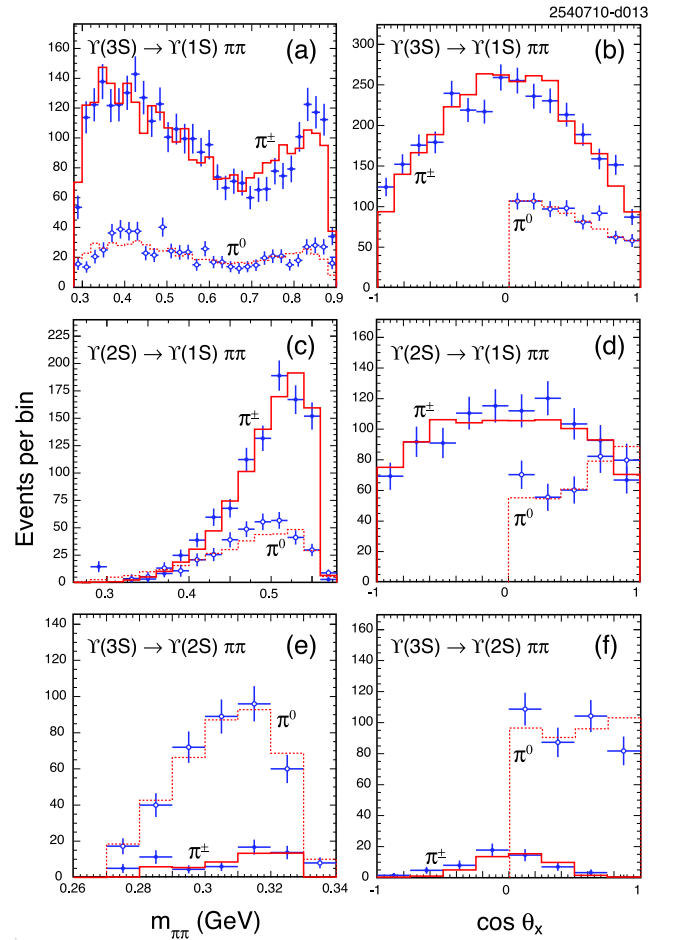 2540710-d013
ϒ(3S) → ϒ(1S) ππ (a)
160
140
120
100
80
60
40
20
0
π±
π⁰
0.3 0.4 0.5 0.6 0.7 0.8 0.9
ϒ(3S) → ϒ(1S) ππ (b)
300
250
200
150
100
50
0
π±
π⁰
-1 0 1
ϒ(2S) → ϒ(1S) ππ (c)
225
200
175
150
125
100
75
50
25
0
π±
π⁰
0.3 0.4 0.5
ϒ(2S) → ϒ(1S) ππ (d)
160
140
120
100
80
60
40
20
0
π±
π⁰
-1 0 1
Events per bin
ϒ(3S) → ϒ(2S) ππ (e)
140
120
100
80
60
40
20
0
π⁰
π±
0.26 0.28 0.3 0.32 0.34
mππ (GeV)
ϒ(3S) → ϒ(2S) ππ (f)
160
140
120
100
80
60
40
20
0
π⁰
π±
-1 0 1
cos θx